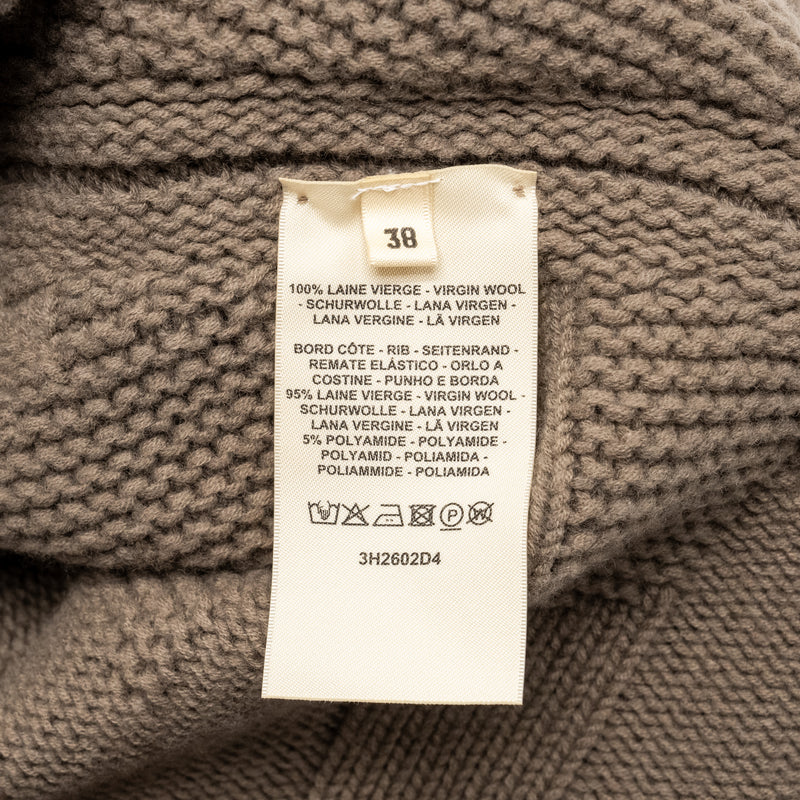 38
100% LAINE VIERGE - VIRGIN WOOL
- SCHURWOLLE - LANA VIRGEN -
LANA VERGINE - LÃ VIRGEN
BORD CÔTE - RIB - SEITENRAND -
REMATE ELÁSTICO - ORLO A
COSTINE - PUNHO E BORDA
95% LAINE VIERGE - VIRGIN WOOL -
SCHURWOLLE - LANA VIRGEN -
LANA VERGINE - LÃ VIRGEN
5% POLYAMIDE - POLYAMIDE -
POLYAMID - POLIAMIDA -
POLIAMMIDE - POLIAMIDA
P W
3H2602D4